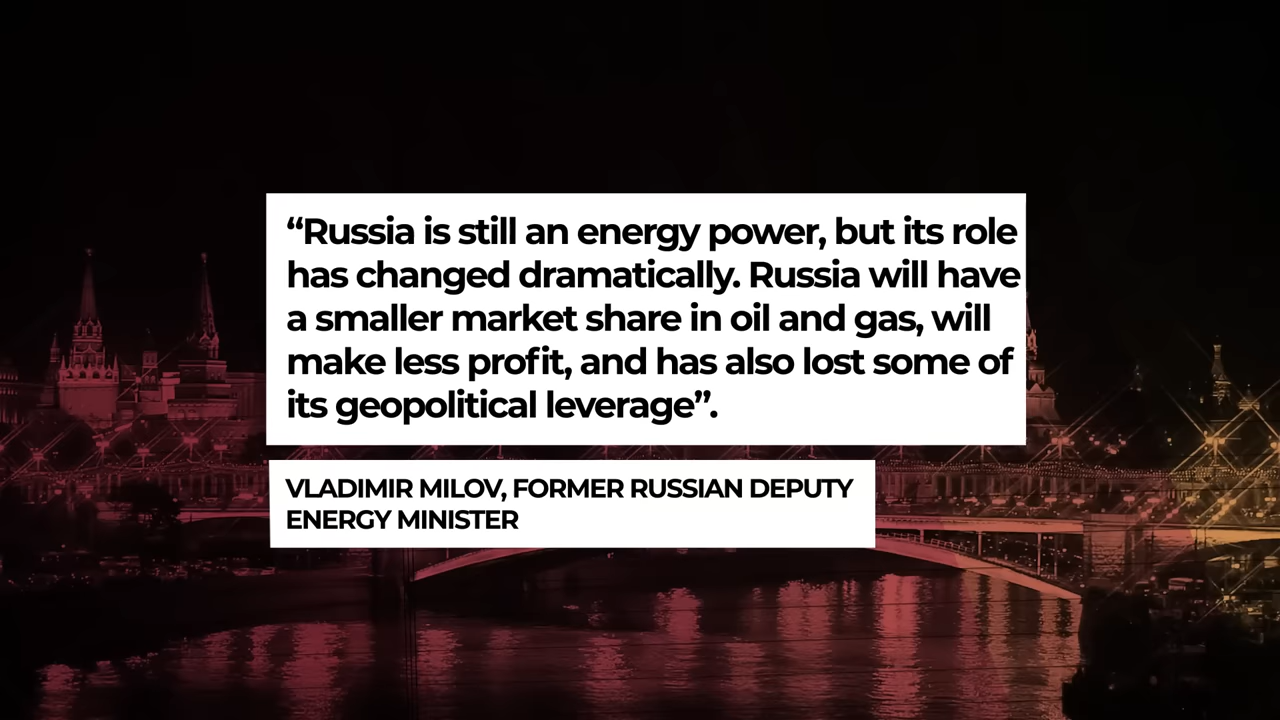 “Russia is still an energy power, but its role
has changed dramatically. Russia will have
a smaller market share in oil and gas, will
make less profit, and has also lost some of
its geopolitical leverage”.
VLADIMIR MILOV, FORMER RUSSIAN DEPUTY
ENERGY MINISTER